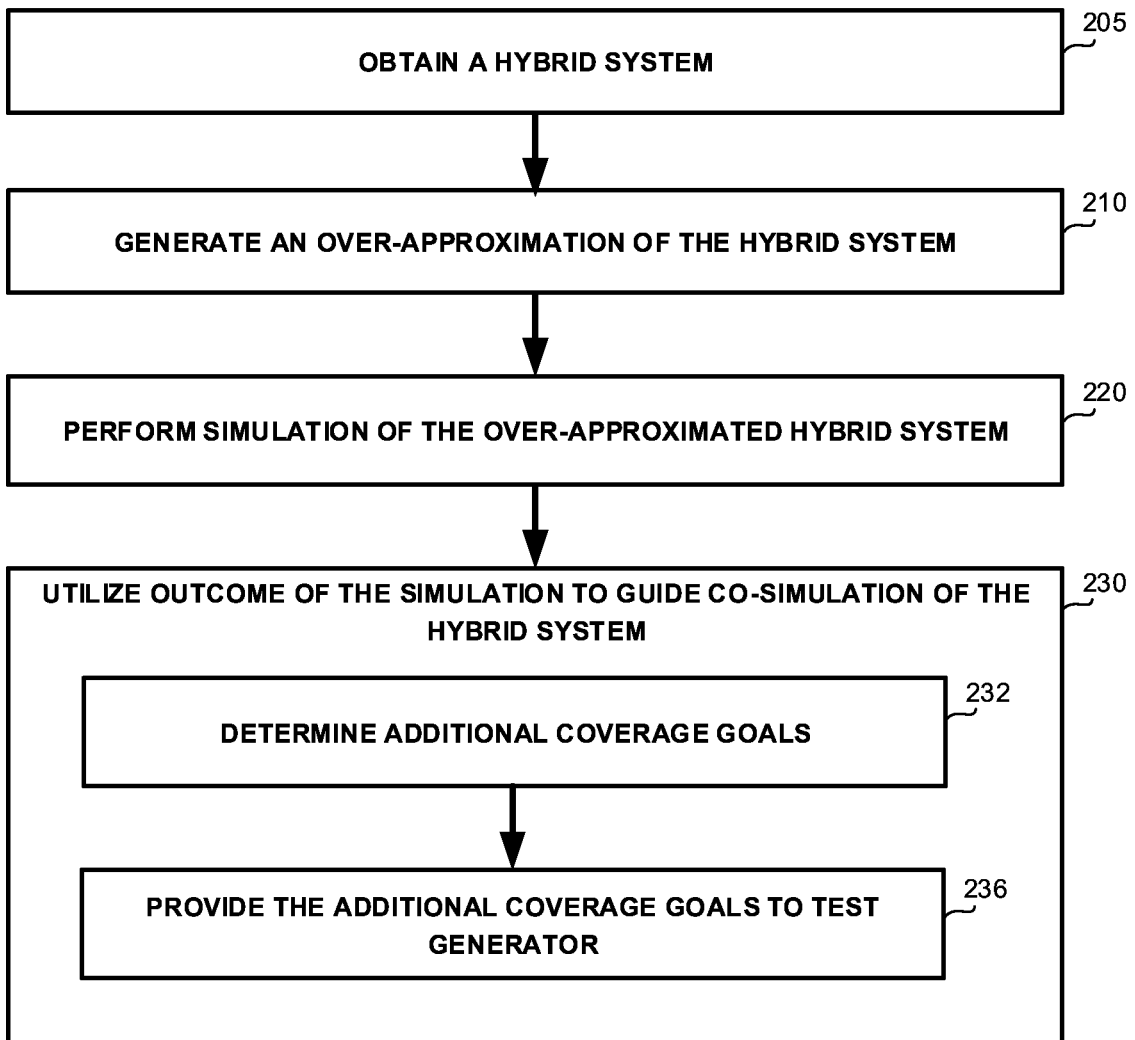 205
OBTAIN A HYBRID SYSTEM
210
GENERATE AN OVER-APPROXIMATION OF THE HYBRID SYSTEM
220
PERFORM SIMULATION OF THE OVER-APPROXIMATED HYBRID SYSTEM
230
UTILIZE OUTCOME OF THE SIMULATION TO GUIDE CO-SIMULATION OF THE
HYBRID SYSTEM
232
DETERMINE ADDITIONAL COVERAGE GOALS
236
PROVIDE THE ADDITIONAL COVERAGE GOALS TO TEST
GENERATOR